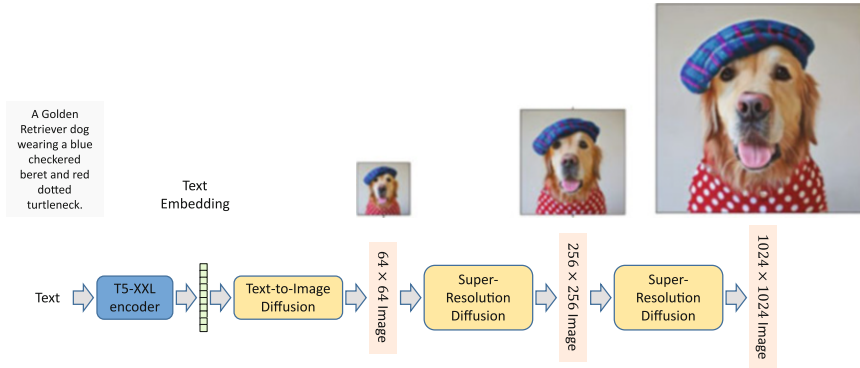 A Golden
Retriever dog
wearing a blue
checkered
beret and red
dotted
turtleneck.
Text
Embedding
Text
T5-XXL
encoder
Text-to-Image
Diffusion
64 × 64 Image
Super-
Resolution
Diffusion
256 × 256 Image
Super-
Resolution
Diffusion
1024 × 1024 Image